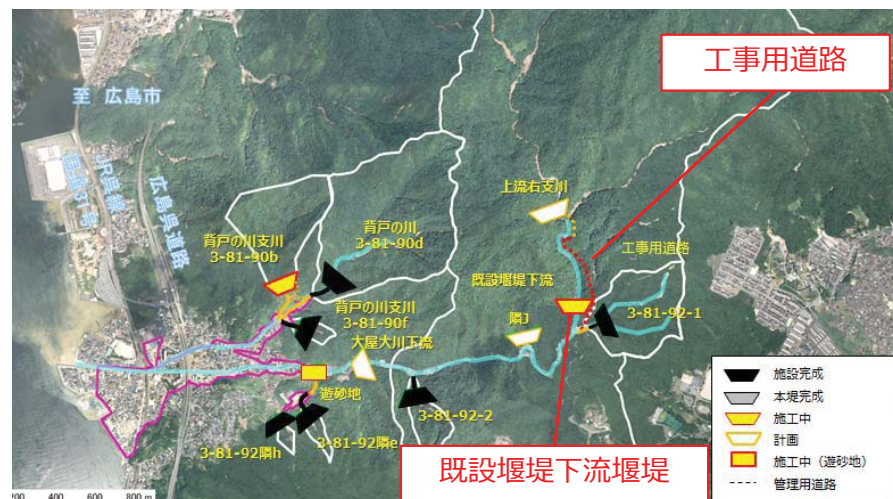 工事用道路
至 広島市
JR呉線
国道31号
広島呉道路
上流右支川
背戸の川支川
3-81-90b
背戸の川
3-81-90d
工事用道路
既設堰堤下流
背戸の川支川
3-81-90f
隣J
3-81-92-1
大屋大川下流
遊砂地
3-81-92-2
3-81-92隣h
3-81-92隣e
既設堰堤下流堰堤
施設完成
本堤完成
施工中
計画
施工中（遊砂地）
管理用道路
200 400 600 800 m